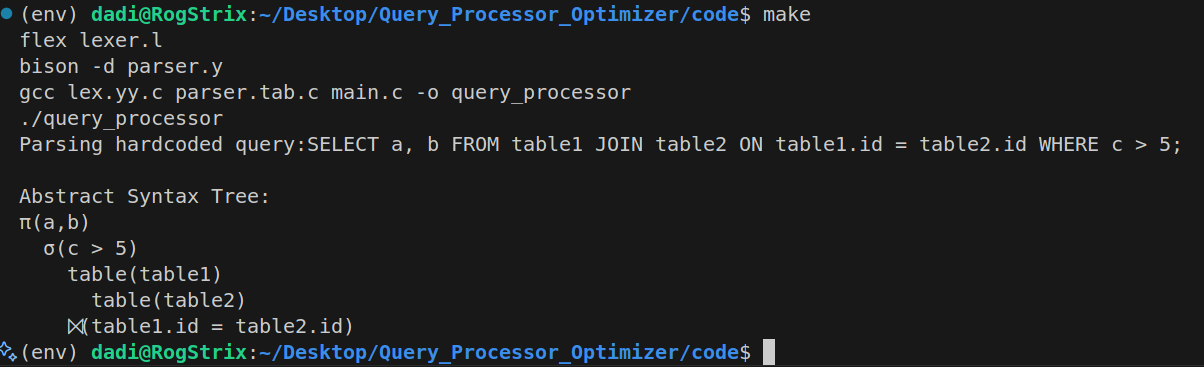 (env) dadi@RogStrix:~/Desktop/Query_Processor_Optimizer/code$ make
flex lexer.l
bison -d parser.y
gcc lex.yy.c parser.tab.c main.c -o query_processor
./query_processor
Parsing hardcoded query:SELECT a, b FROM table1 JOIN table2 ON table1.id = table2.id WHERE c > 5;

Abstract Syntax Tree:
π(a,b)
  σ(c > 5)
    table(table1)
      table(table2)
    ⋈(table1.id = table2.id)
(env) dadi@RogStrix:~/Desktop/Query_Processor_Optimizer/code$